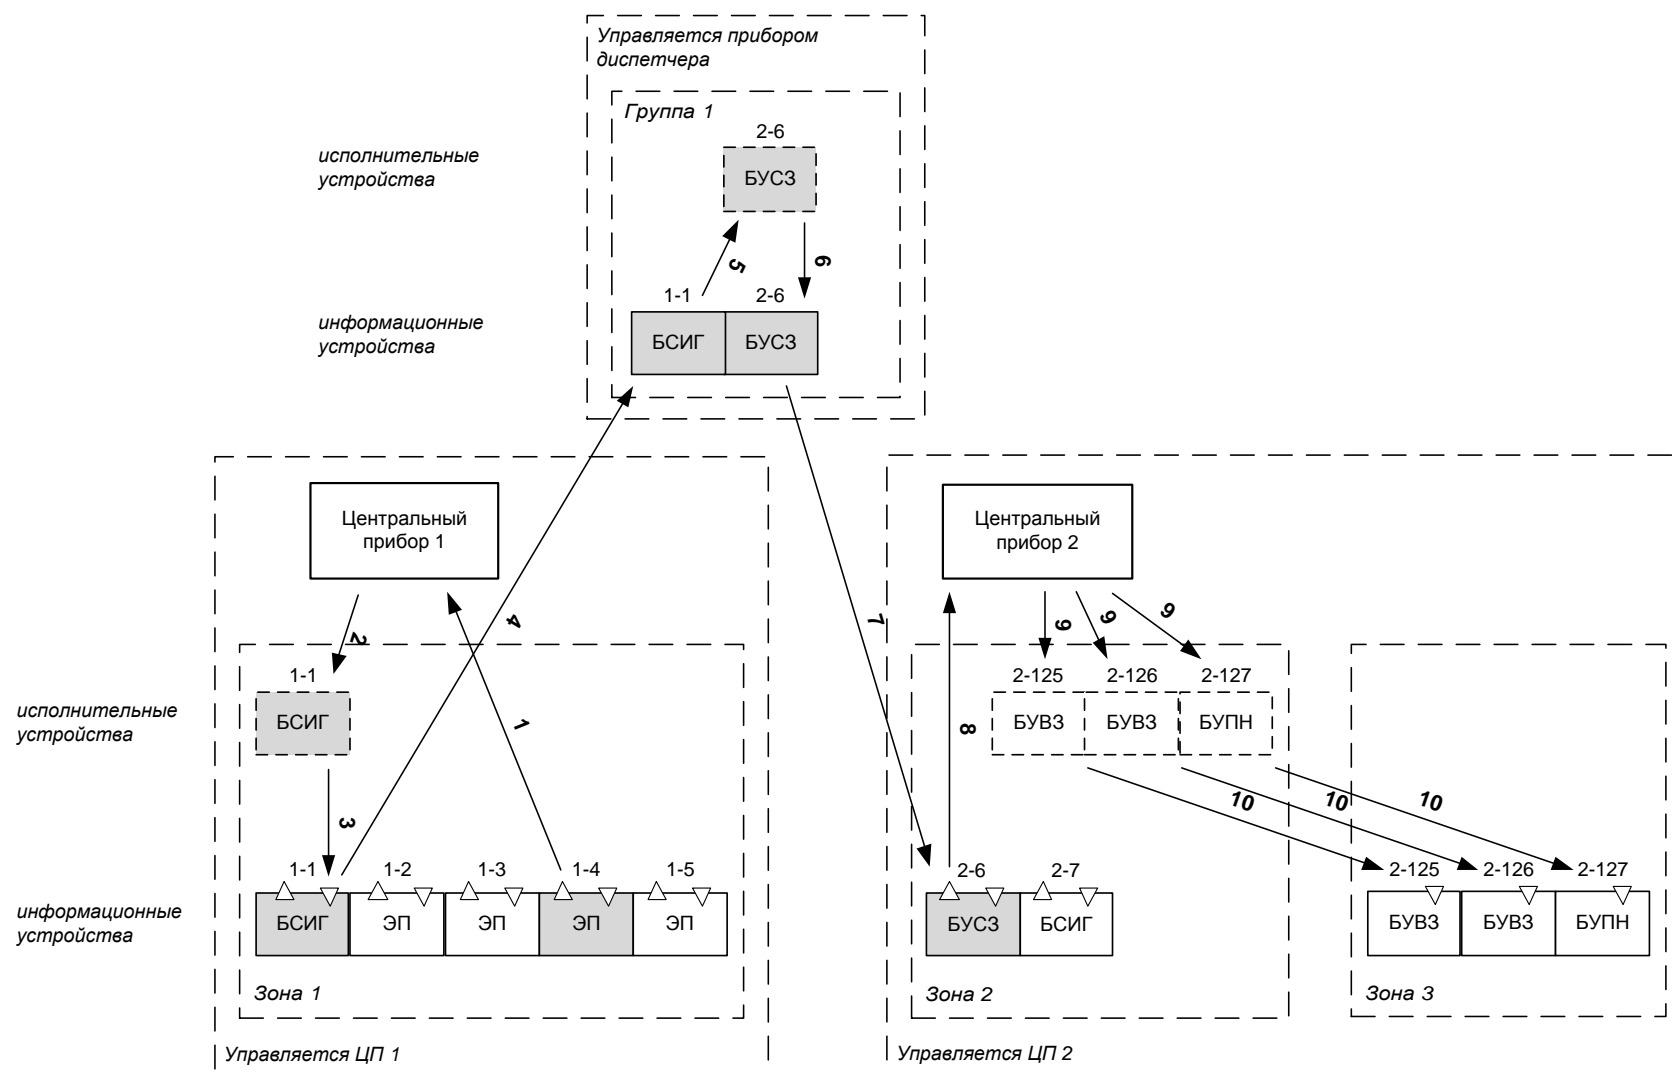 Управляется прибором
диспетчера
Группа 1
2-6
исполнительные
устройства
БУСЗ
5
6
1-1
2-6
информационные
устройства
БСИГ
БУСЗ
Центральный
прибор 1
Центральный
прибор 2
4
7
2
9
9
9
1-1
2-125
2-126
2-127
исполнительные
устройства
БСИГ
1
8
БУВЗ
БУВЗ
БУПН
3
10
10
10
1-1
1-2
1-3
1-4
1-5
2-6
2-7
2-125
2-126
2-127
информационные
устройства
БСИГ
ЭП
ЭП
ЭП
ЭП
БУСЗ
БСИГ
БУВЗ
БУВЗ
БУПН
Зона 1
Зона 2
Зона 3
Управляется ЦП 1
Управляется ЦП 2